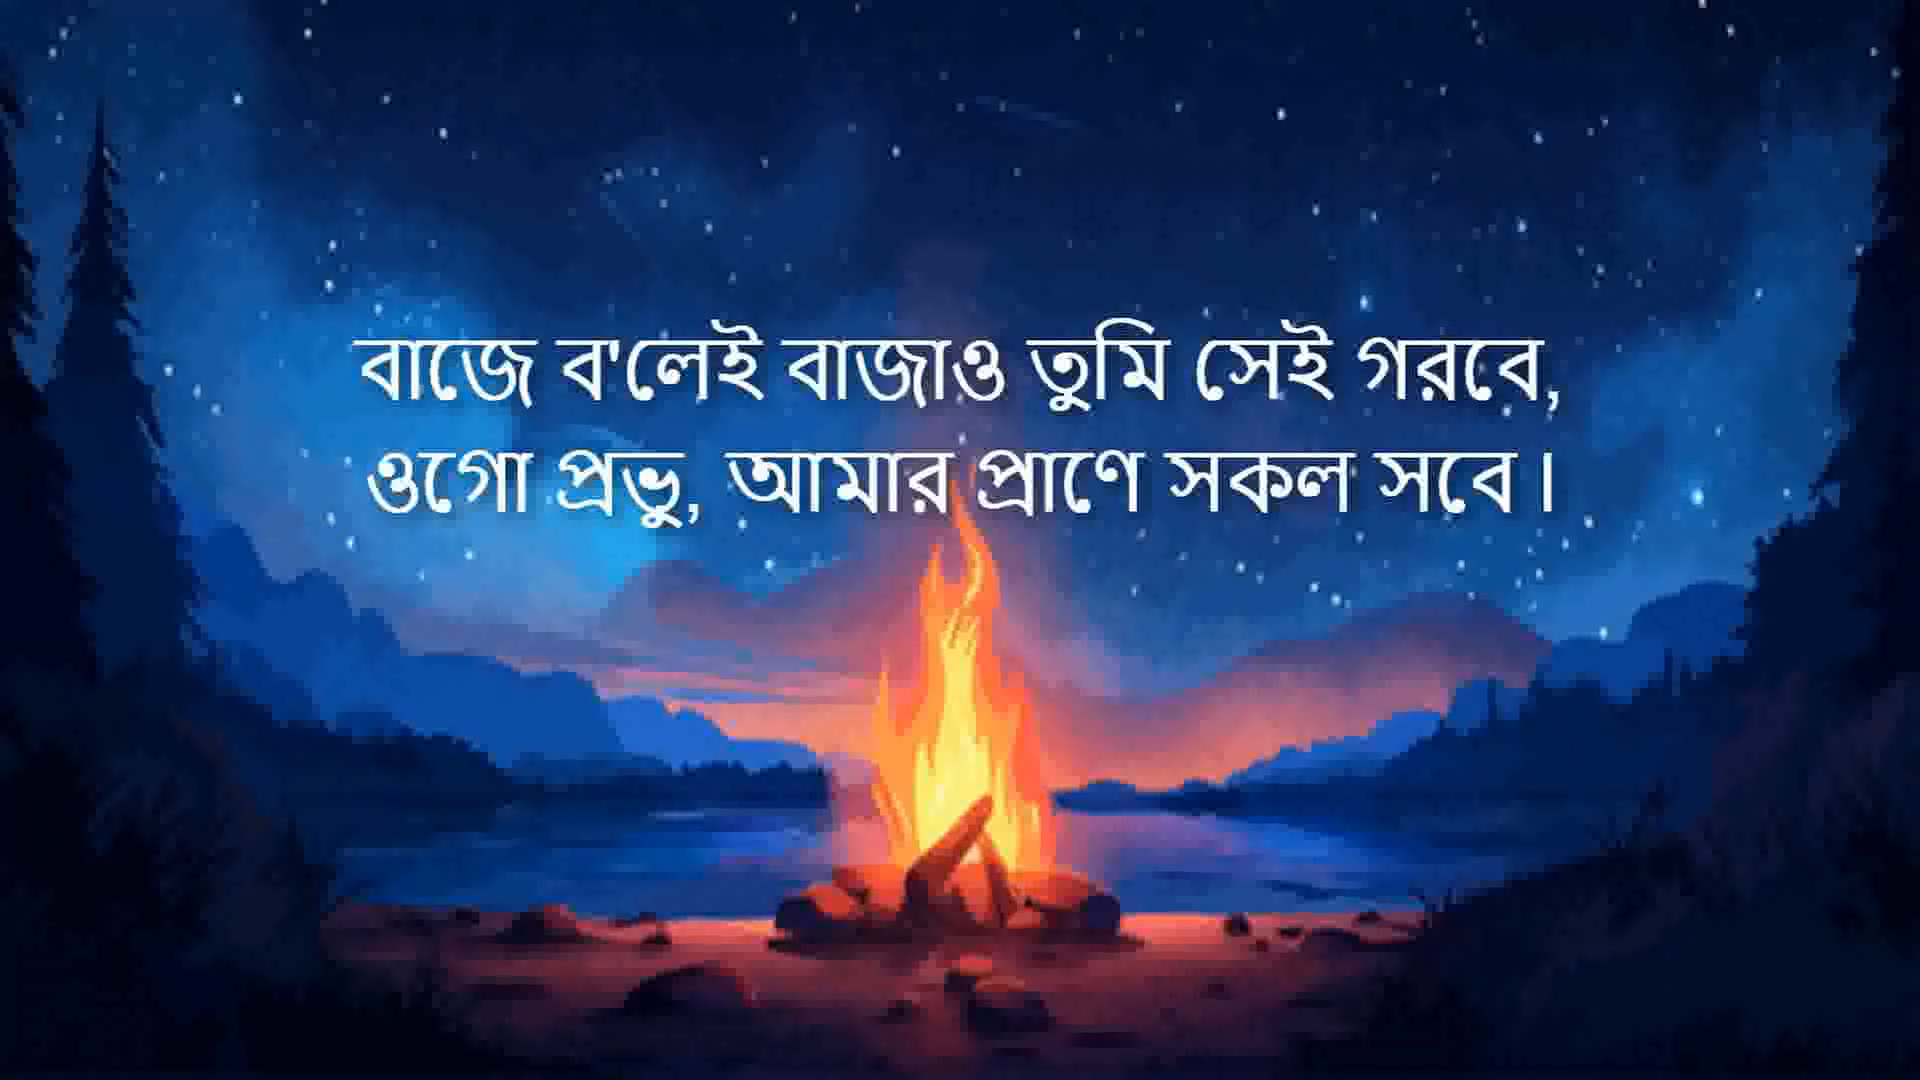 বাজে ব'লেই বাজাও তুমি সেই গরবে,
ওগো প্রভু, আমার প্রাণে সকল সবে।